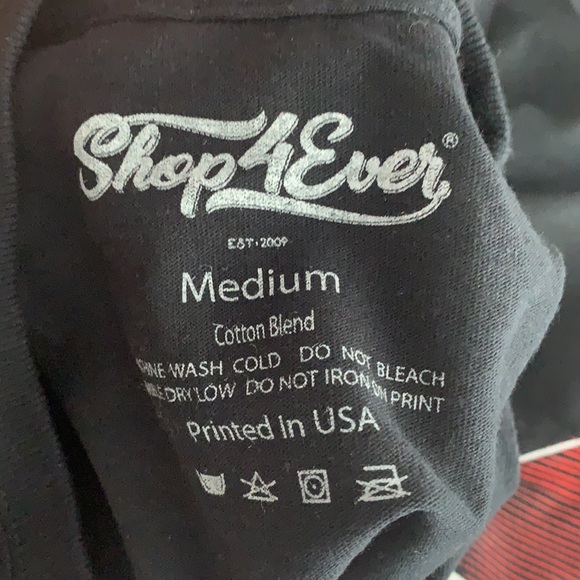 Shop4Ever®
EST•2009
Medium
Cotton Blend
WASH COLD DO NOT BLEACH
DRY LOW DO NOT IRON ON PRINT
Printed In USA